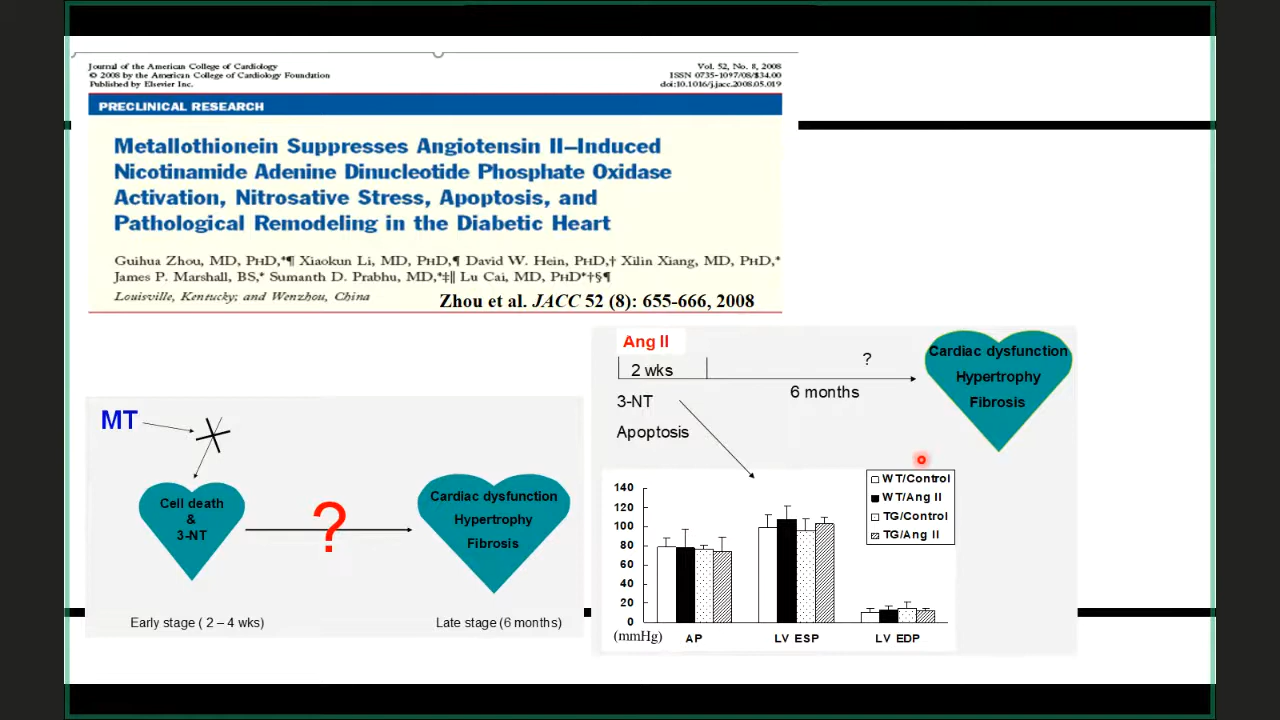 Journal of the American College of Cardiology
© 2008 by the American College of Cardiology Foundation
Published by Elsevier Inc.
Vol. 52, No. 8, 2008
ISSN 0735-1097/08/$34.00
doi:10.1016/j.jacc.2008.05.019
PRECLINICAL RESEARCH
Metallothionein Suppresses Angiotensin II–Induced
Nicotinamide Adenine Dinucleotide Phosphate Oxidase
Activation, Nitrosative Stress, Apoptosis, and
Pathological Remodeling in the Diabetic Heart
Guihua Zhou, MD, PHD,*¶ Xiaokun Li, MD, PHD,¶ David W. Hein, PHD,† Xilin Xiang, MD, PHD,*
James P. Marshall, BS,* Sumanth D. Prabhu, MD,*‡|| Lu Cai, MD, PHD*†§¶
Louisville, Kentucky; and Wenzhou, China
Zhou et al. JACC 52 (8): 655-666, 2008
MT
Cell death
&
3-NT
?
Cardiac dysfunction
Hypertrophy
Fibrosis
Early stage ( 2 – 4 wks)
Late stage (6 months)
Ang II
2 wks
?
6 months
3-NT
Apoptosis
Cardiac dysfunction
Hypertrophy
Fibrosis
140
120
100
80
60
40
20
0
(mmHg)
AP
LV ESP
LV EDP
WT/Control
WT/Ang II
TG/Control
TG/Ang II